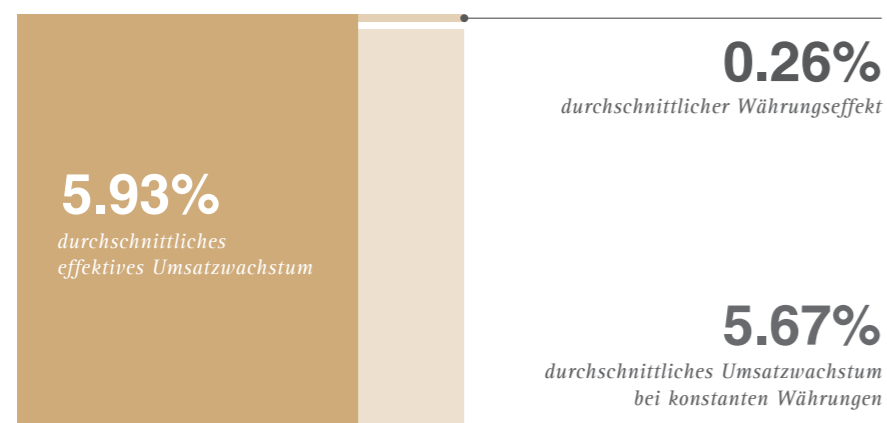 0.26%
durchschnittlicher Währungseffekt
5.93%
durchschnittliches
effektives Umsatzwachstum
5.67%
durchschnittliches Umsatzwachstum
bei konstanten Währungen